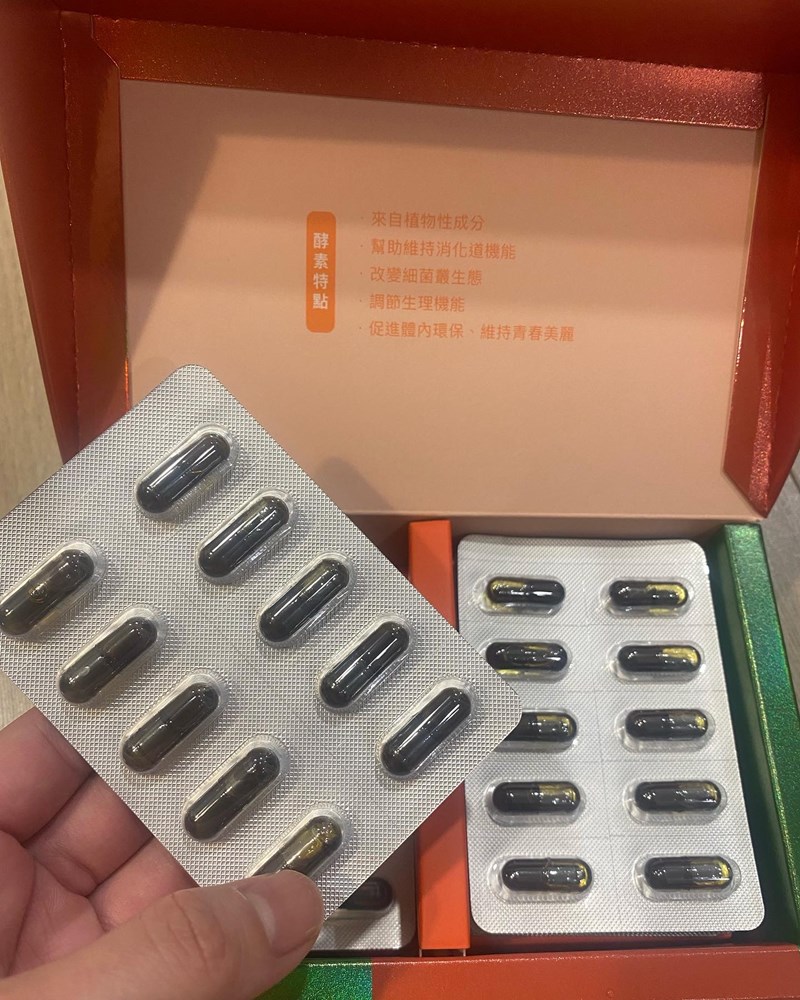 酵素特點
· 來自植物性成分
· 幫助維持消化道機能
· 改變細菌叢生態
· 調節生理機能
· 促進體內環保、維持青春美麗